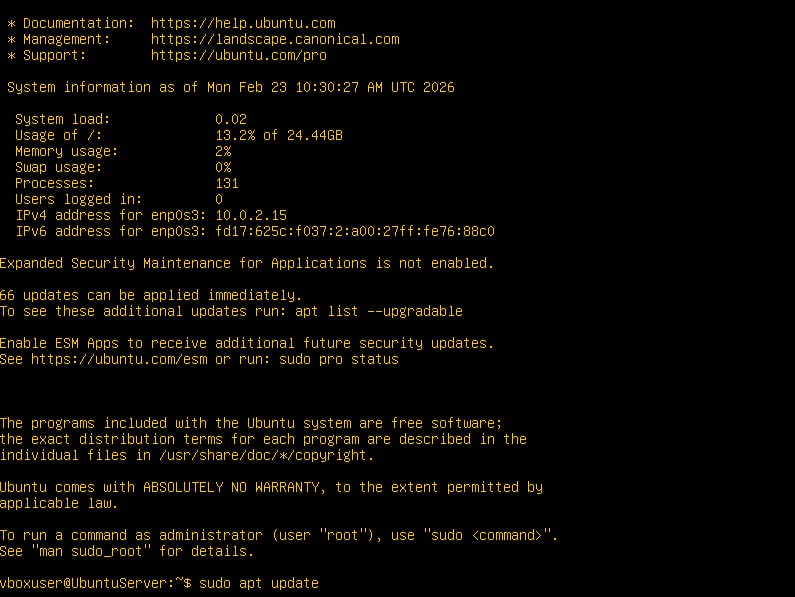 * Documentation:  https://help.ubuntu.com
* Management:     https://landscape.canonical.com
* Support:        https://ubuntu.com/pro
System information as of Mon Feb 23 10:30:27 AM UTC 2026
System load:             0.02
Usage of /:              13.2% of 24.44GB
Memory usage:            2%
Swap usage:              0%
Processes:               131
Users logged in:         0
IPv4 address for enp0s3: 10.0.2.15
IPv6 address for enp0s3: fd17:625c:f037:2:a00:27ff:fe76:88c0
Expanded Security Maintenance for Applications is not enabled.
66 updates can be applied immediately.
To see these additional updates run: apt list --upgradable
Enable ESM Apps to receive additional future security updates.
See https://ubuntu.com/esm or run: sudo pro status
The programs included with the Ubuntu system are free software;
the exact distribution terms for each program are described in the
individual files in /usr/share/doc/*/copyright.
Ubuntu comes with ABSOLUTELY NO WARRANTY, to the extent permitted by
applicable law.
To run a command as administrator (user "root"), use "sudo <command>".
See "man sudo_root" for details.
vboxuser@UbuntuServer:~$ sudo apt update